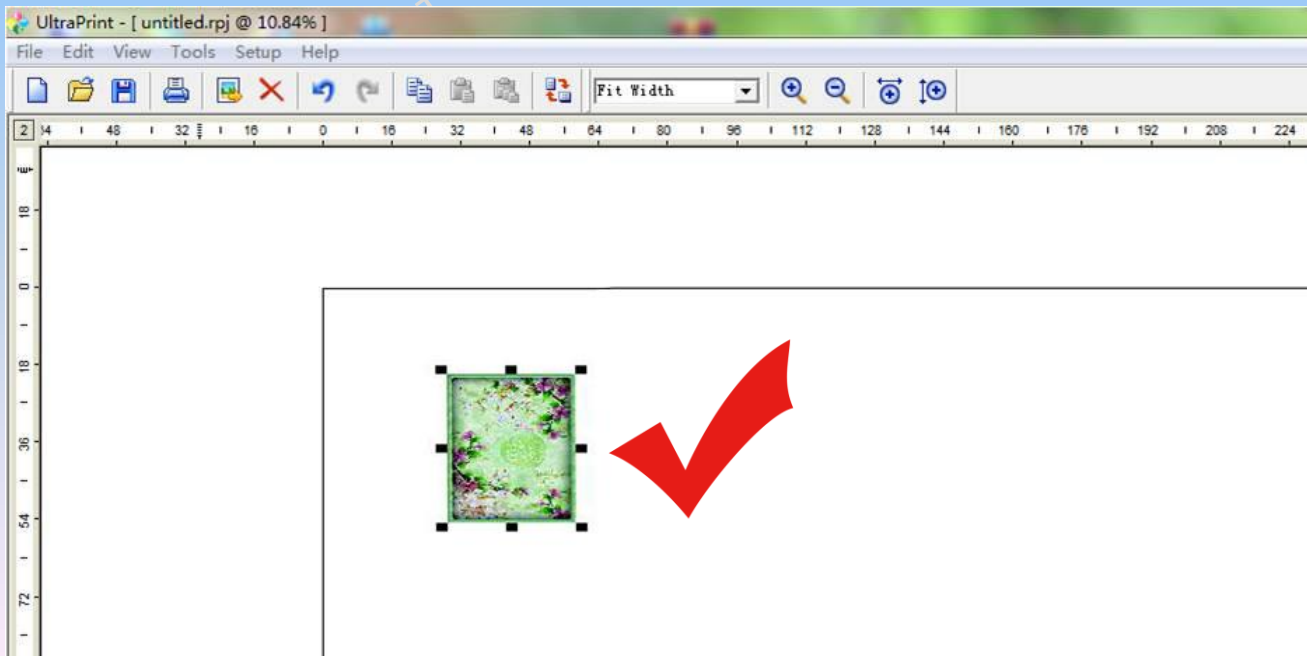 UltraPrint - [ untitled.rpj @ 10.84% ]
File Edit View Tools Setup Help
Fit Width
2 48 32 16 0 16 32 48 64 80 96 112 128 144 160 176 192 208 224
18
0
18
36
54
72